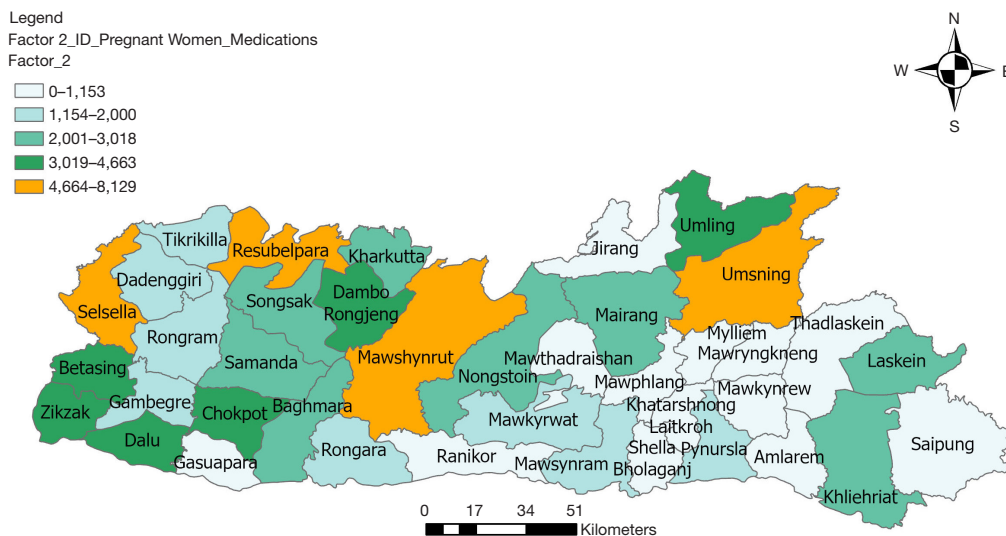 Legend
Factor 2_ID_Pregnant Women_Medications
Factor_2
0–1,153
1,154–2,000
2,001–3,018
3,019–4,663
4,664–8,129
N
W
E
S
Tikrikilla
Resubelpara
Kharkutta
Umling
Jirang
Dadenggiri
Umsning
Selsella
Songsak
Dambo
Rongjeng
Mairang
Rongram
Mylliem
Thadlaskein
Samanda
Mawshynrut
Mawthadraishan
Mawryngkneng
Laskein
Betasing
Nongstoin
Mawphlang
Mawkynrew
Zikzak
Gambegre
Chokpot
Baghmara
Mawkyrwat
Khatarshnong
Laitkroh
Dalu
Gasuapara
Rongara
Ranikor
Mawsynram
Shella
Bholaganj
Pynursla
Amlarem
Saipung
Khliehriat
0 17 34 51
Kilometers